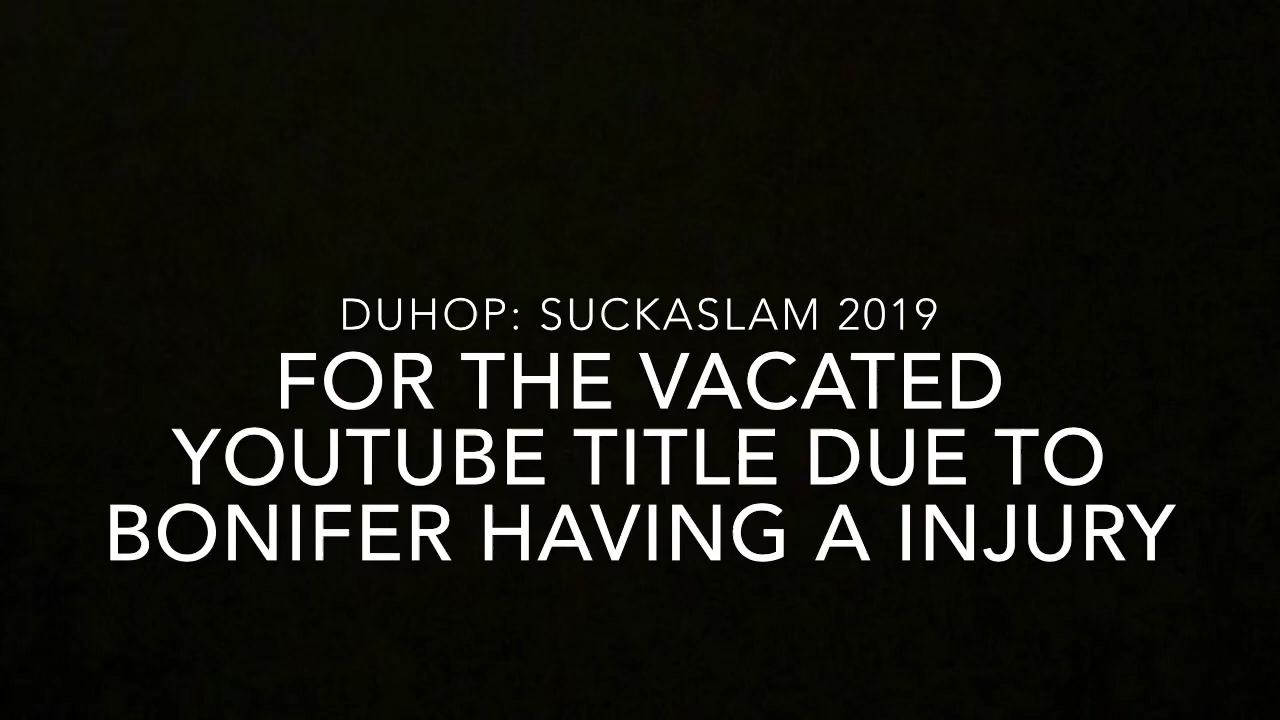 DUHOP: SUCKASLAM 2019
FOR THE VACATED
YOUTUBE TITLE DUE TO
BONIFER HAVING A INJURY